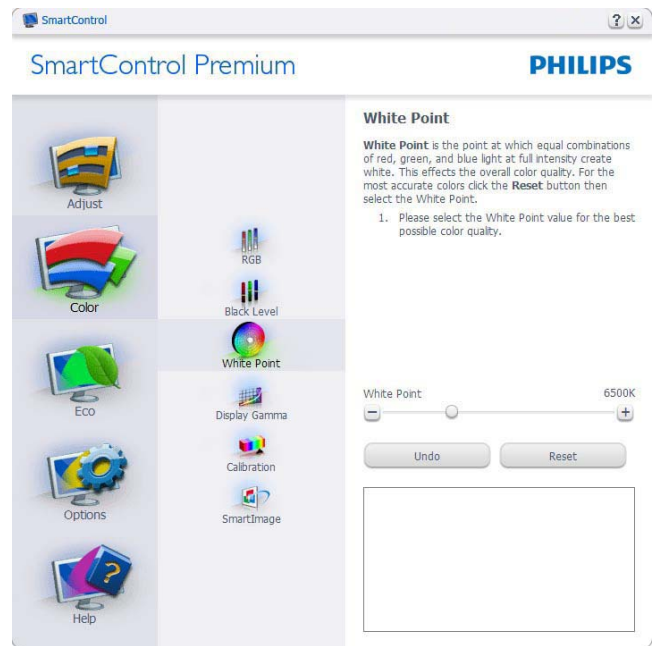 SmartControl
?
x
SmartControl Premium
PHILIPS
Adjust
Color
Eco
Options
?
Help
RGB
Black Level
White Point
Display Gamma
Calibration
SmartImage
White Point
White Point is the point at which equal combinations
of red, green, and blue light at full intensity create
white. This effects the overall color quality. For the
most accurate colors click the Reset button then
select the White Point.
1. Please select the White Point value for the best
possible color quality.
White Point 6500K
Undo Reset